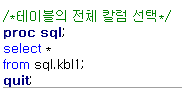 /*테이블의 전체 칼럼 선택*/
proc sql;
select *
from sql.kbl1;
quit;